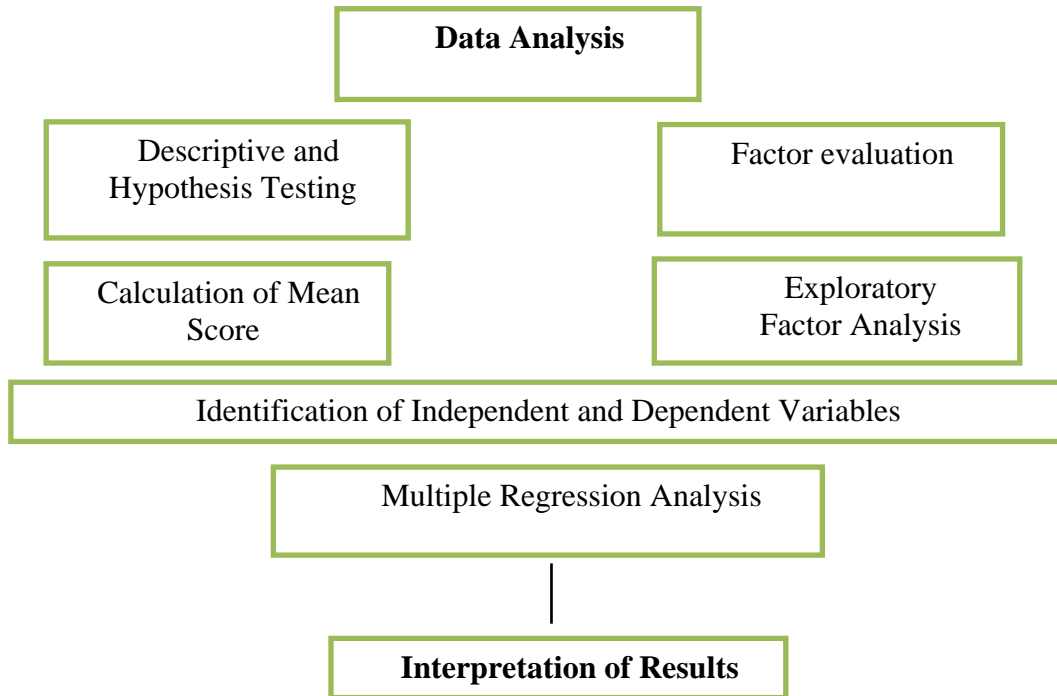 Data Analysis
Descriptive and
Hypothesis Testing
Factor evaluation
Calculation of Mean
Score
Exploratory
Factor Analysis
Identification of Independent and Dependent Variables
Multiple Regression Analysis
Interpretation of Results